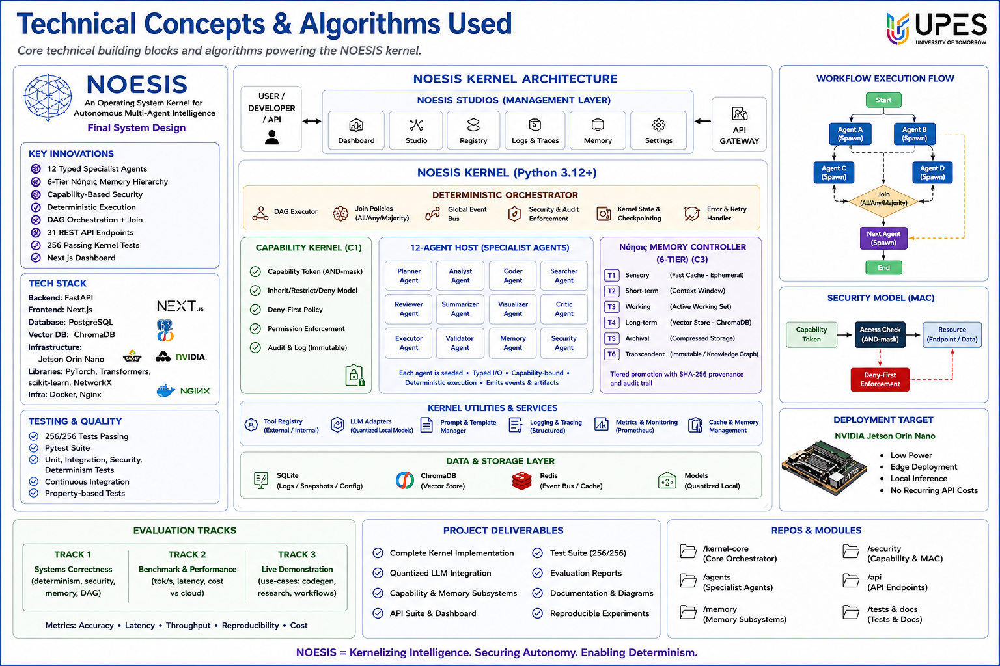 Technical Concepts & Algorithms Used
Core technical building blocks and algorithms powering the NOESIS kernel.
UPES
UNIVERSITY OF TOMORROW
NOESIS
An Operating System Kernel for
Autonomous Multi-Agent Intelligence
Final System Design
KEY INNOVATIONS
12 Typed Specialist Agents
6-Tier Νόησις Memory Hierarchy
Capability-Based Security
Deterministic Execution
DAG Orchestration + Join
31 REST API Endpoints
256 Passing Kernel Tests
Next.js Dashboard
TECH STACK
Backend: FastAPI
Frontend: Next.js
Database: PostgreSQL
Vector DB: ChromaDB
Infrastructure:
Jetson Orin Nano
Libraries: PyTorch, Transformers,
scikit-learn, NetworkX
Infra: Docker, Nginx
NEXT.JS
NVIDIA.
NGINX
TESTING & QUALITY
256/256 Tests Passing
Pytest Suite
Unit, Integration, Security,
Determinism Tests
Continuous Integration
Property-based Tests
NOESIS KERNEL ARCHITECTURE
USER /
DEVELOPER
/ API
NOESIS STUDIOS (MANAGEMENT LAYER)
Dashboard
Studio
Registry
Logs & Traces
Memory
Settings
API
GATEWAY
NOESIS KERNEL (Python 3.12+)
DETERMINISTIC ORCHESTRATOR
DAG Executor
Join Policies
(All/Any/Majority)
Global Event
Bus
Security & Audit
Enforcement
Kernel State &
Checkpointing
Error & Retry
Handler
CAPABILITY KERNEL (C1)
Capability Token (AND-mask)
Inherit/Restrict/Deny Model
Deny-First Policy
Permission Enforcement
Audit & Log (Immutable)
12-AGENT HOST (SPECIALIST AGENTS)
Planner
Agent
Analyst
Agent
Coder
Agent
Searcher
Agent
Reviewer
Agent
Summarizer
Agent
Visualizer
Agent
Critic
Agent
Executor
Agent
Validator
Agent
Memory
Agent
Security
Agent
Each agent is seeded • Typed I/O • Capability-bound •
Deterministic execution • Emits events & artifacts
Νόησις MEMORY CONTROLLER
(6-TIER) (C3)
T1 Sensory (Fast Cache - Ephemeral)
T2 Short-term (Context Window)
T3 Working (Active Working Set)
T4 Long-term (Vector Store - ChromaDB)
T5 Archival (Compressed Storage)
T6 Transcendent (Immutable / Knowledge Graph)
Tiered promotion with SHA-256 provenance
and audit trail
KERNEL UTILITIES & SERVICES
Tool Registry
(External / Internal)
LLM Adapters
(Quantized Local Models)
Prompt & Template
Manager
Logging & Tracing
(Structured)
Metrics & Monitoring
(Prometheus)
Cache & Memory
Management
DATA & STORAGE LAYER
SQLite
(Logs / Snapshots / Config)
ChromaDB
(Vector Store)
Redis
(Event Bus / Cache)
Models
(Quantized Local)
WORKFLOW EXECUTION FLOW
Start
Agent A
(Spawn)
Agent B
(Spawn)
Agent C
(Spawn)
Agent D
(Spawn)
Join
(All/Any/Majority)
Next Agent
(Spawn)
End
SECURITY MODEL (MAC)
Capability
Token
Access Check
(AND-mask)
Resource
(Endpoint / Data)
Deny-First
Enforcement
DEPLOYMENT TARGET
NVIDIA Jetson Orin Nano
• Low Power
• Edge Deployment
• Local Inference
• No Recurring API Costs
EVALUATION TRACKS
TRACK 1
Systems Correctness
(determinism, security,
memory, DAG)
TRACK 2
Benchmark & Performance
(tok/s, latency, cost
vs cloud)
TRACK 3
Live Demonstration
(use-cases: codegen,
research, workflows)
Metrics: Accuracy • Latency • Throughput • Reproducibility • Cost
PROJECT DELIVERABLES
Complete Kernel Implementation
Quantized LLM Integration
Capability & Memory Subsystems
API Suite & Dashboard
Test Suite (256/256)
Evaluation Reports
Documentation & Diagrams
Reproducible Experiments
REPOS & MODULES
/kernel-core
(Core Orchestrator)
/agents
(Specialist Agents)
/memory
(Memory Subsystems)
/security
(Capability & MAC)
/api
(API Endpoints)
/tests & docs
(Tests & Docs)
NOESIS = Kernelizing Intelligence. Securing Autonomy. Enabling Determinism.